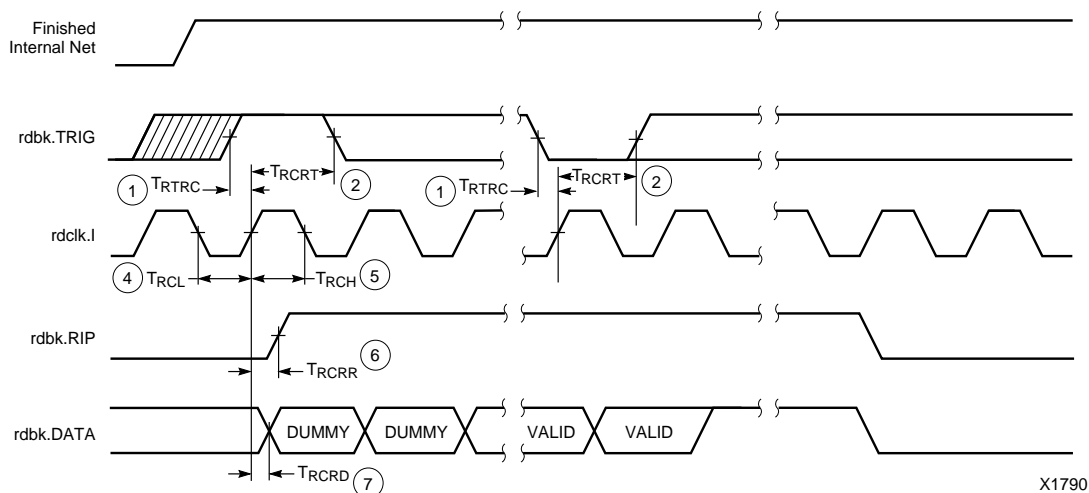 Finished
Internal Net
rdbk.TRIG
1 TRTRC
TRCRT 2
1 TRTRC
TRCRT 2
rdclk.I
4 TRCL
TRCH 5
rdbk.RIP
TRCRR 6
rdbk.DATA
DUMMY DUMMY VALID VALID
TRCRD 7
X1790